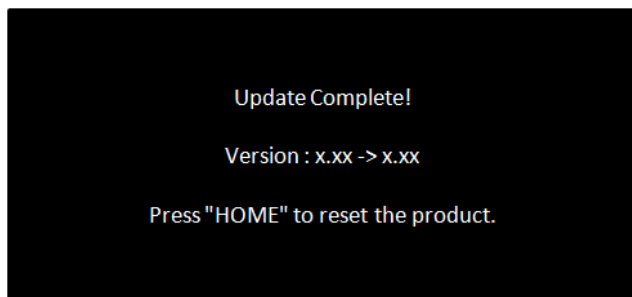 Update Complete!
Version : x.xx -> x.xx
Press "HOME" to reset the product.